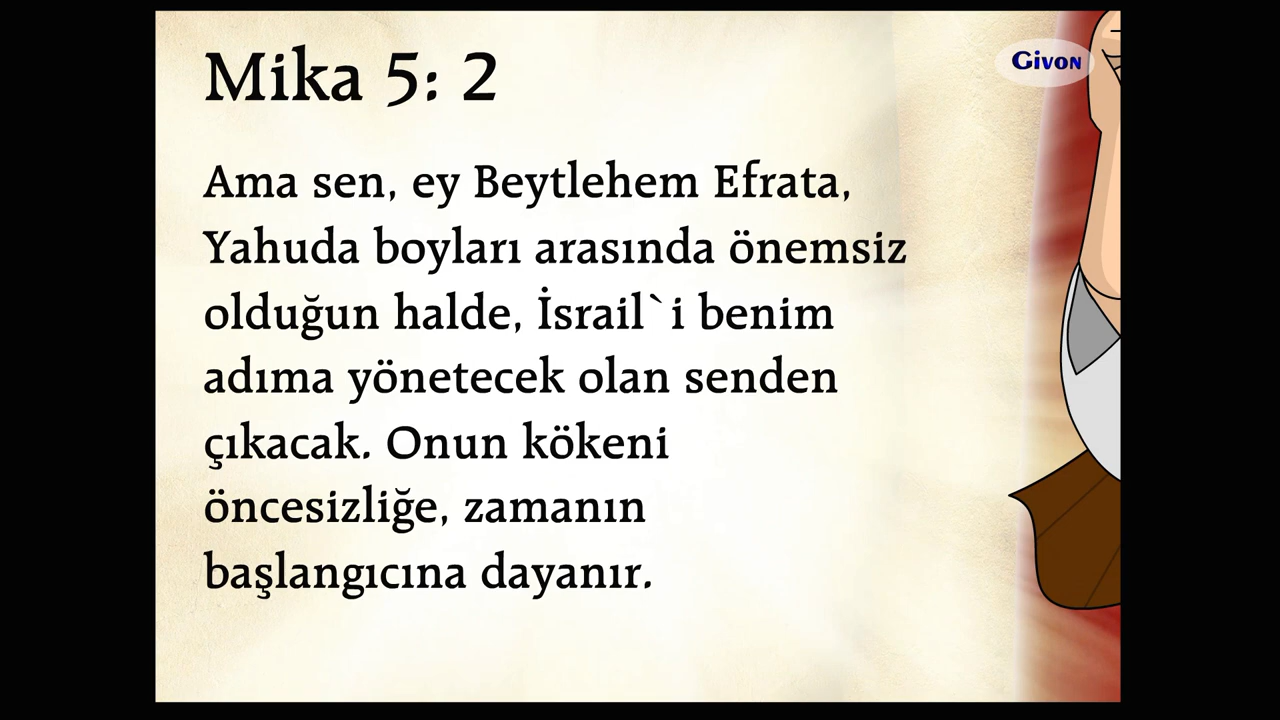 Mika 5: 2
GIVON
Ama sen, ey Beytlehem Efrata,
Yahuda boyları arasında önemsiz
olduğun halde, İsrail`i benim
adıma yönetecek olan senden
çıkacak. Onun kökeni
öncesizliğe, zamanın
başlangıcına dayanır.